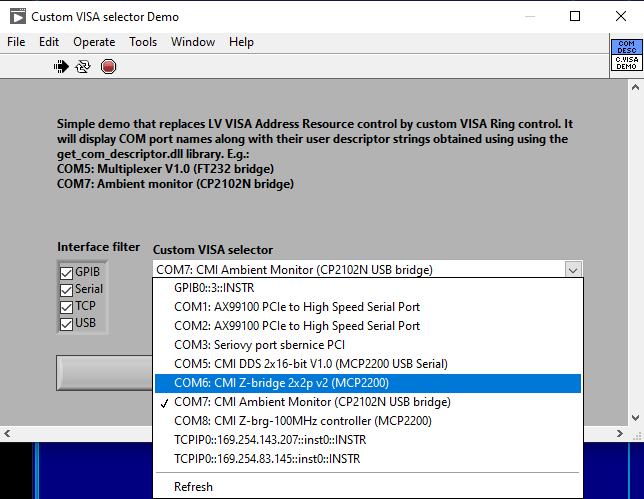 Custom VISA selector Demo
File Edit Operate Tools Window Help
COM
DESC
C.VISA
DEMO
Simple demo that replaces LV VISA Address Resource control by custom VISA Ring control. It
will display COM port names along with their user descriptor strings obtained using using the
get_com_descriptor.dll library. E.g.:
COM5: Multiplexer V1.0 (FT232 bridge)
COM7: Ambient monitor (CP2102N bridge)
Interface filter
GPIB
Serial
TCP
USB
Custom VISA selector
COM7: CMI Ambient Monitor (CP2102N USB bridge)
GPIB0::3::INSTR
COM1: AX99100 PCIe to High Speed Serial Port
COM2: AX99100 PCIe to High Speed Serial Port
COM3: Seriovy port sbernice PCI
COM5: CMI DDS 2x16-bit V1.0 (MCP2200 USB Serial)
COM6: CMI Z-bridge 2x2p v2 (MCP2200)
COM7: CMI Ambient Monitor (CP2102N USB bridge)
COM8: CMI Z-brg-100MHz controller (MCP2200)
TCPIP0::169.254.143.207::inst0::INSTR
TCPIP0::169.254.83.145::inst0::INSTR
Refresh